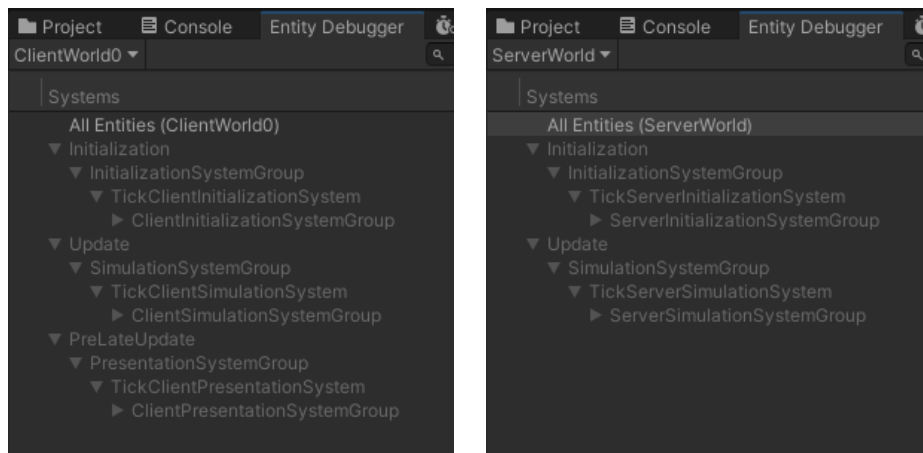 Project Console Entity Debugger
ClientWorld0
Systems
All Entities (ClientWorld0)
Initialization
InitializationSystemGroup
TickClientInitializationSystem
ClientInitializationSystemGroup
Update
SimulationSystemGroup
TickClientSimulationSystem
ClientSimulationSystemGroup
PreLateUpdate
PresentationSystemGroup
TickClientPresentationSystem
ClientPresentationSystemGroup
Project Console Entity Debugger
ServerWorld
Systems
All Entities (ServerWorld)
Initialization
InitializationSystemGroup
TickServerInitializationSystem
ServerInitializationSystemGroup
Update
SimulationSystemGroup
TickServerSimulationSystem
ServerSimulationSystemGroup